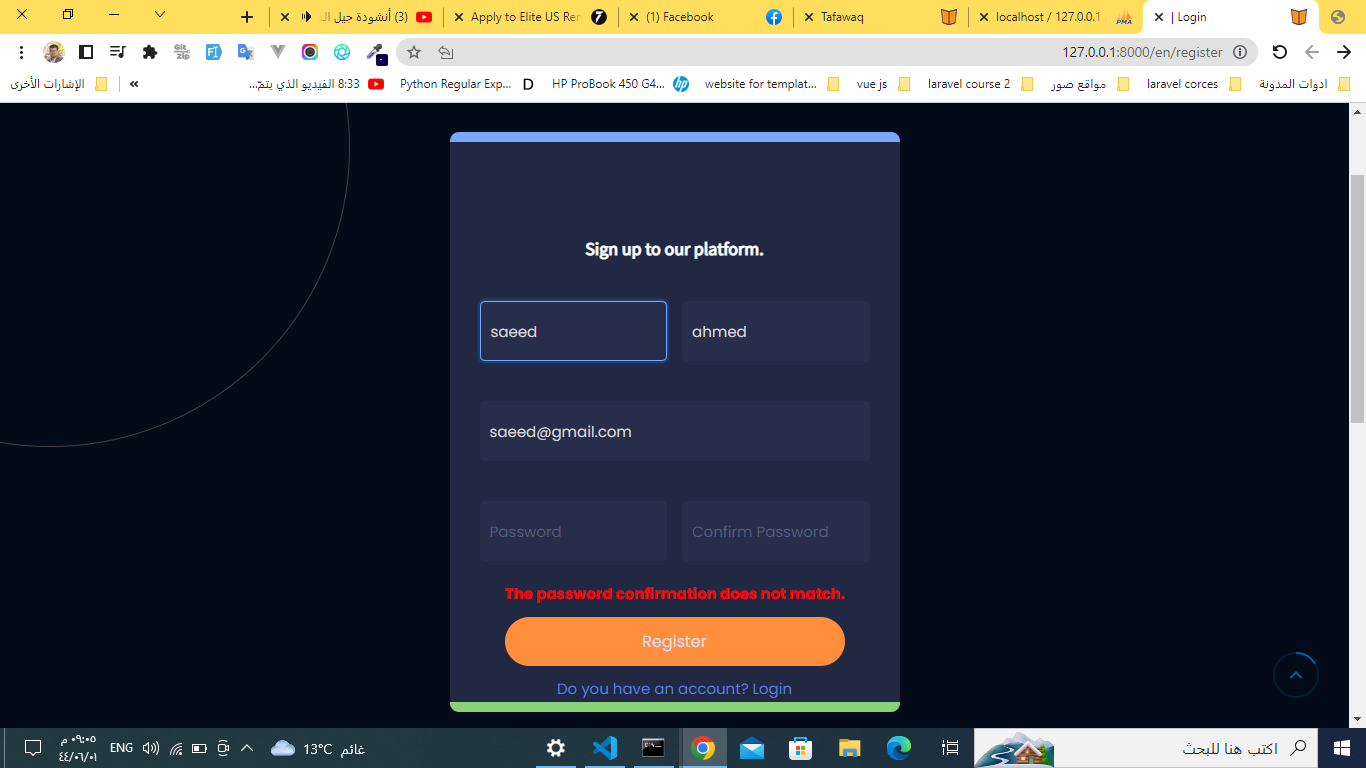 (3) أنشودة جيل الـ
Apply to Elite US Ren
(1) Facebook
Tafawaq
localhost / 127.0.0.1
| Login
127.0.0.1:8000/en/register
الإشارات الأخرى
»
8:33 الفيديو الذي يتمّ...
Python Regular Exp...
HP ProBook 450 G4...
website for templat...
vue js
laravel course 2
مواقع صور
laravel corces
ادوات المدونة
Sign up to our platform.
saeed
ahmed
saeed@gmail.com
Password
Confirm Password
The password confirmation does not match.
Register
Do you have an account? Login
٠٩:٠٥ م
٤٤/٠٦/٠١
ENG
13°C
غائم
اكتب هنا للبحث